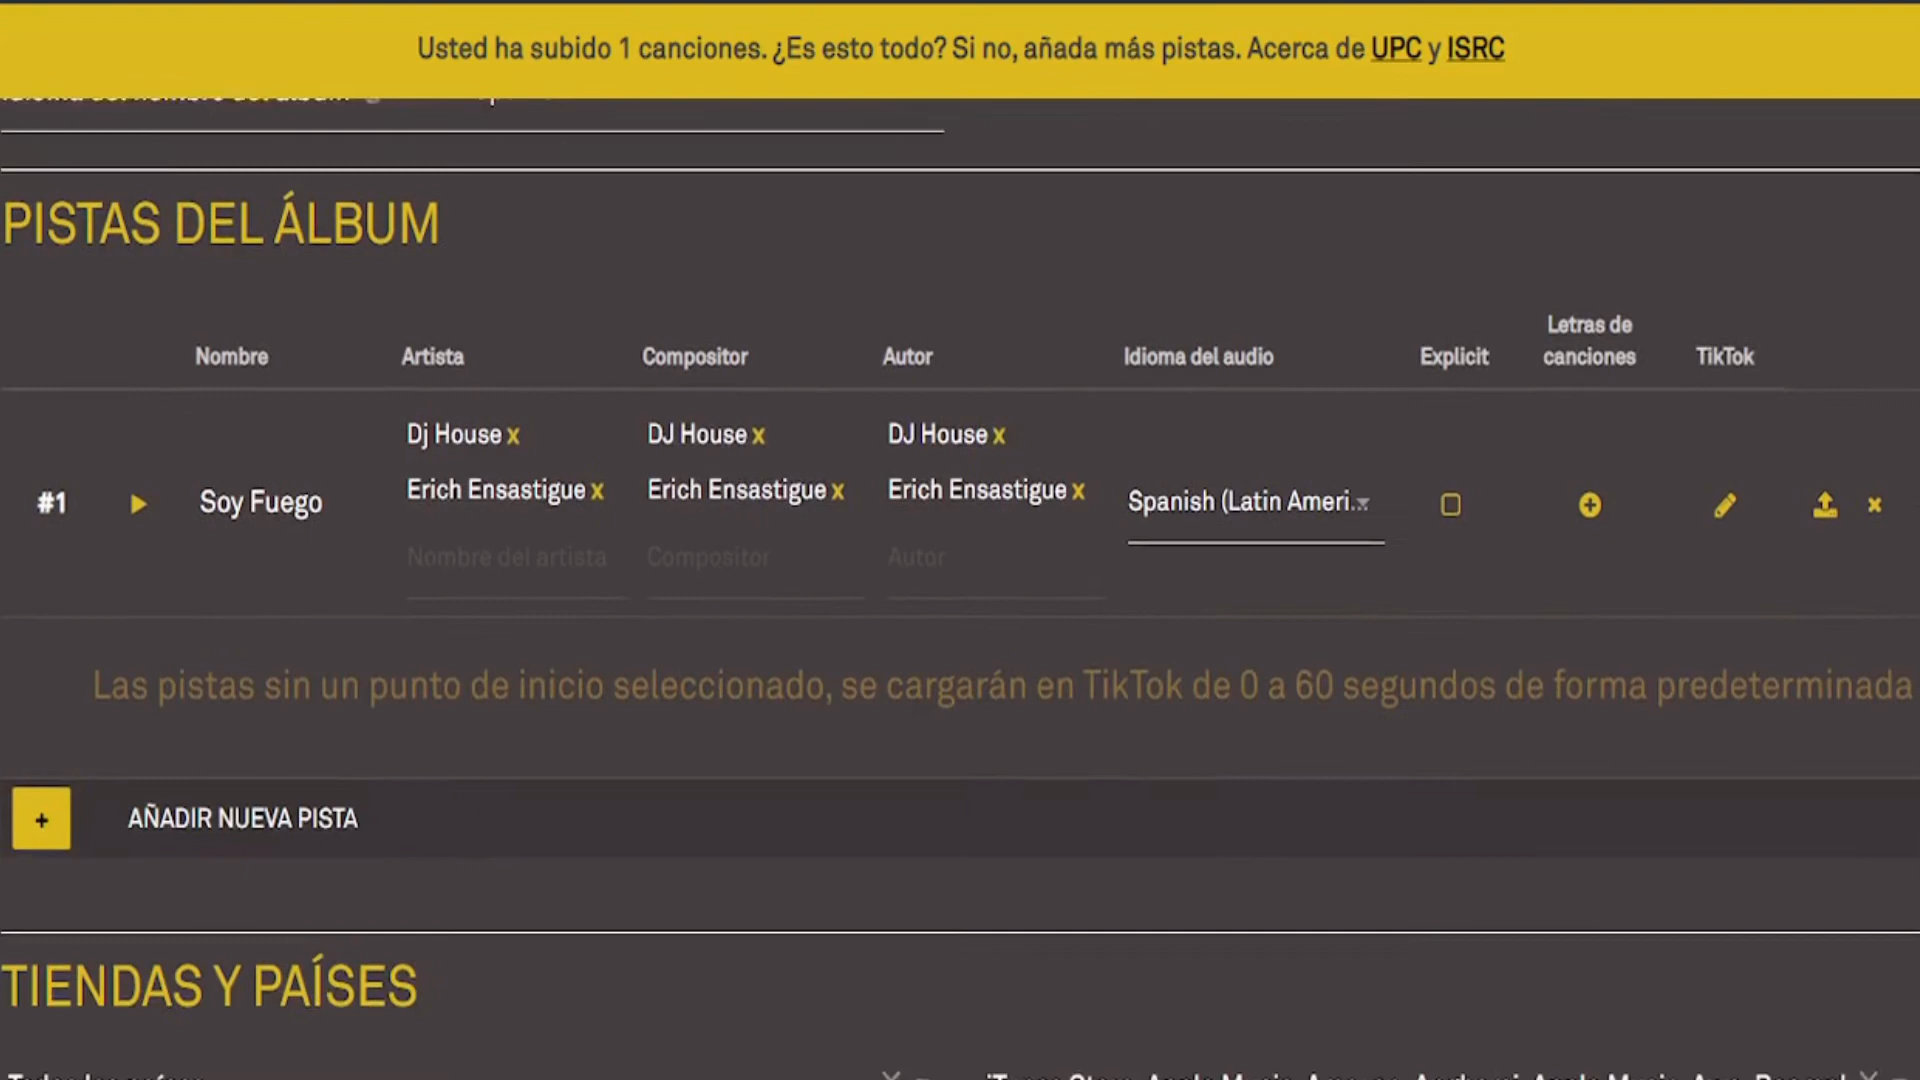 Usted ha subido 1 canciones. ¿Es esto todo? Si no, añada más pistas. Acerca de UPC y ISRC
PISTAS DEL ÁLBUM
Nombre Artista Compositor Autor Idioma del audio Explicit Letras de canciones TikTok
Dj House x DJ House x DJ House x
#1 Soy Fuego Erich Ensastigue x Erich Ensastigue x Erich Ensastigue x Spanish (Latin Ameri...
Nombre del artista Compositor Autor
Las pistas sin un punto de inicio seleccionado, se cargarán en TikTok de 0 a 60 segundos de forma predeterminada
+ AÑADIR NUEVA PISTA
TIENDAS Y PAÍSES